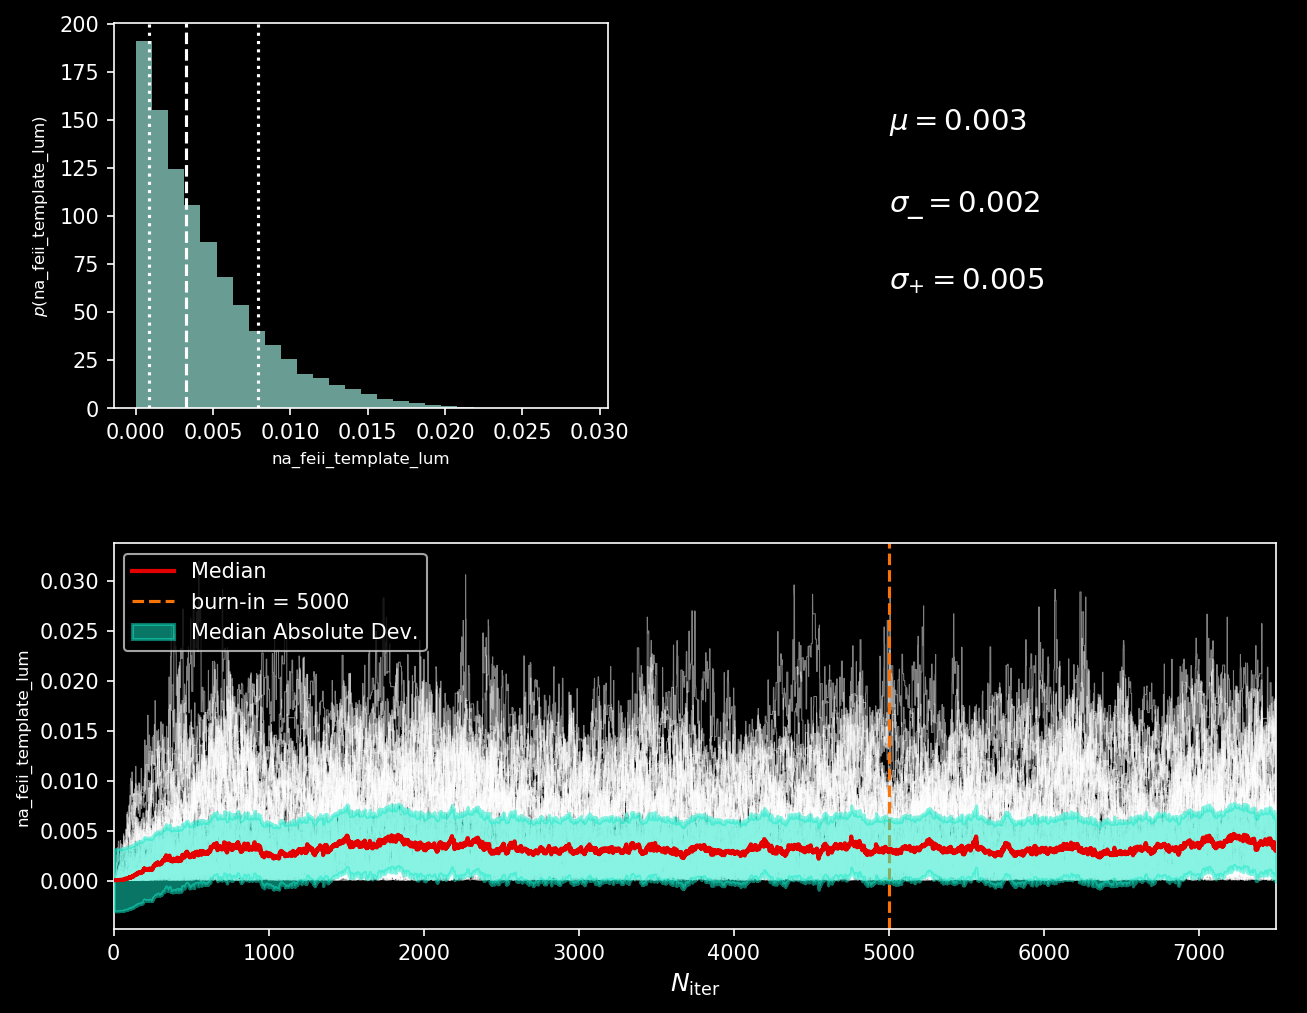 200
175
150
125
100
75
50
25
0
p(na_feii_template_lum)
0.000 0.005 0.010 0.015 0.020 0.025 0.030
na_feii_template_lum
μ = 0.003
σ_ = 0.002
σ₊ = 0.005
Median
burn-in = 5000
Median Absolute Dev.
0.030
0.025
0.020
0.015
0.010
0.005
0.000
na_feii_template_lum
0 1000 2000 3000 4000 5000 6000 7000
N_iter